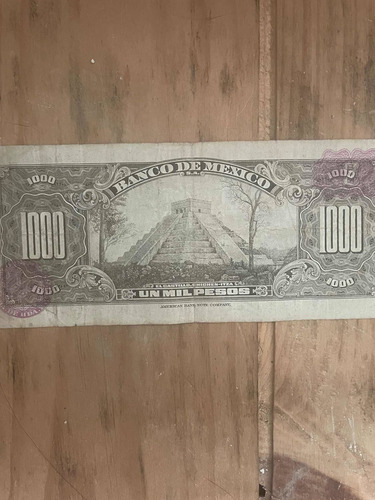 BANCO DE MEXICO
S.A.
1000
1000
1000
1000
1000
1000
EL CASTILLO, CHICHEN-ITZA
UN MIL PESOS
AMERICAN BANK NOTE COMPANY.